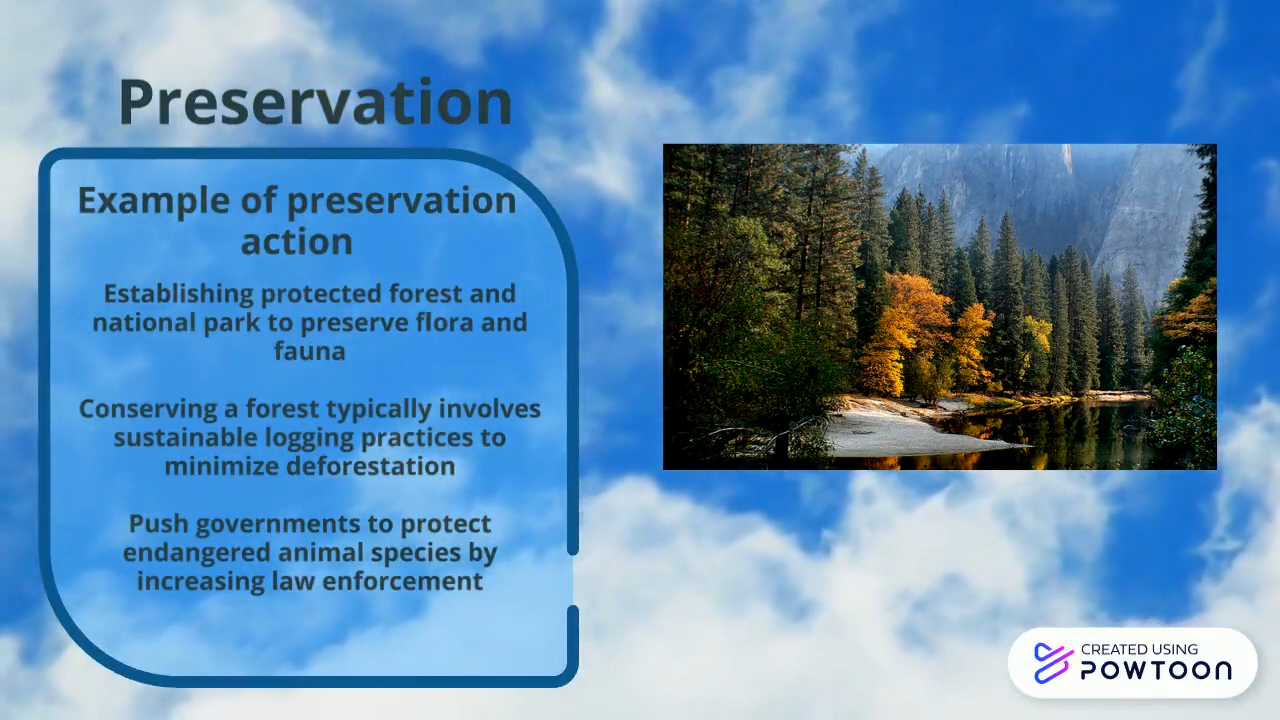 Preservation
Example of preservation
action
Establishing protected forest and
national park to preserve flora and
fauna
Conserving a forest typically involves
sustainable logging practices to
minimize deforestation
Push governments to protect
endangered animal species by
increasing law enforcement
CREATED USING
POWTOON